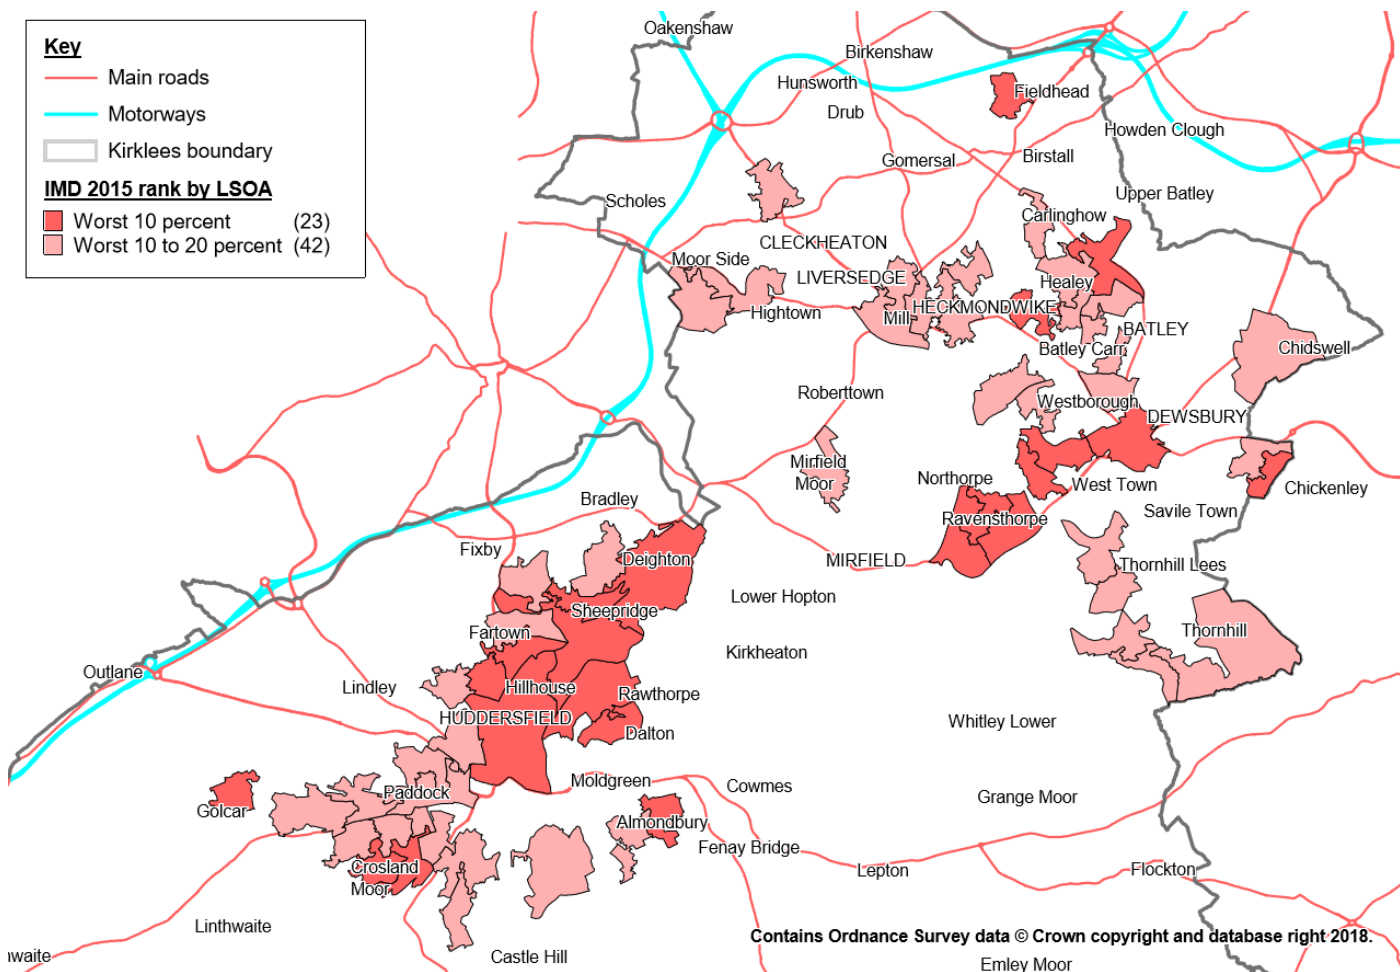 Key
Main roads
Motorways
Kirklees boundary
IMD 2015 rank by LSOA
Worst 10 percent (23)
Worst 10 to 20 percent (42)
Oakenshaw
Birkenshaw
Hunsworth
Fieldhead
Drub
Howden Clough
Gomersal
Birstall
Upper Batley
Scholes
Carlinghow
CLECKHEATON
Moor Side
LIVERSEDGE
Healey
Hightown
Mill
HECKMONDWIKE
BATLEY
Batley Carr
Chidswell
Roberttown
Westborough
DEWSBURY
Mirfield
Moor
Northorpe
West Town
Chickenley
Bradley
Savile Town
Ravensthorpe
Fixby
Deighton
MIRFIELD
Thornhill Lees
Lower Hopton
Sheepridge
Fartown
Thornhill
Kirkheaton
Outlane
Lindley
Hillhouse
Rawthorpe
HUDDERSFIELD
Whitley Lower
Dalton
Moldgreen
Cowmes
Paddock
Grange Moor
Golcar
Almondbury
Fenay Bridge
Crosland
Moor
Lepton
Flockton
Linthwaite
Contains Ordnance Survey data © Crown copyright and database right 2018.
waite
Castle Hill
Emley Moor